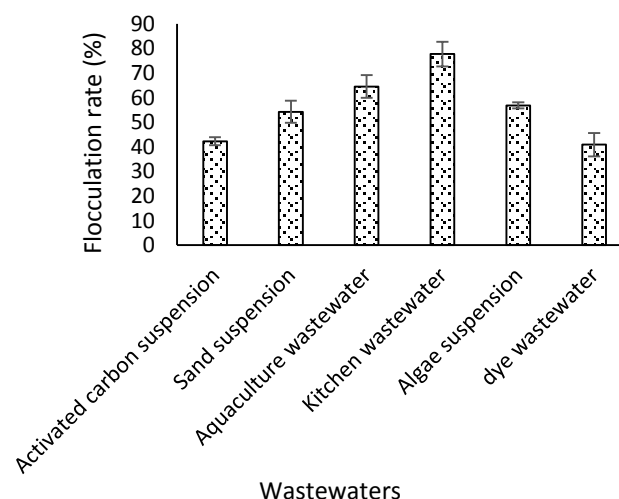 Flocculation rate (%)
90
80
70
60
50
40
30
20
10
0
Activated carbon suspension
Sand suspension
Aquaculture wastewater
Kitchen wastewater
Algae suspension
dye wastewater
Wastewaters